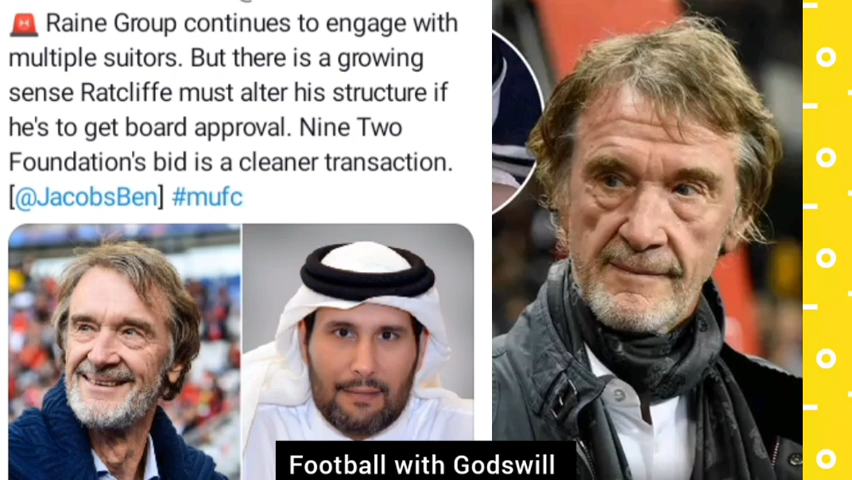 Raine Group continues to engage with
multiple suitors. But there is a growing
sense Ratcliffe must alter his structure if
he's to get board approval. Nine Two
Foundation's bid is a cleaner transaction.
[@JacobsBen] #mufc
Football with Godswill